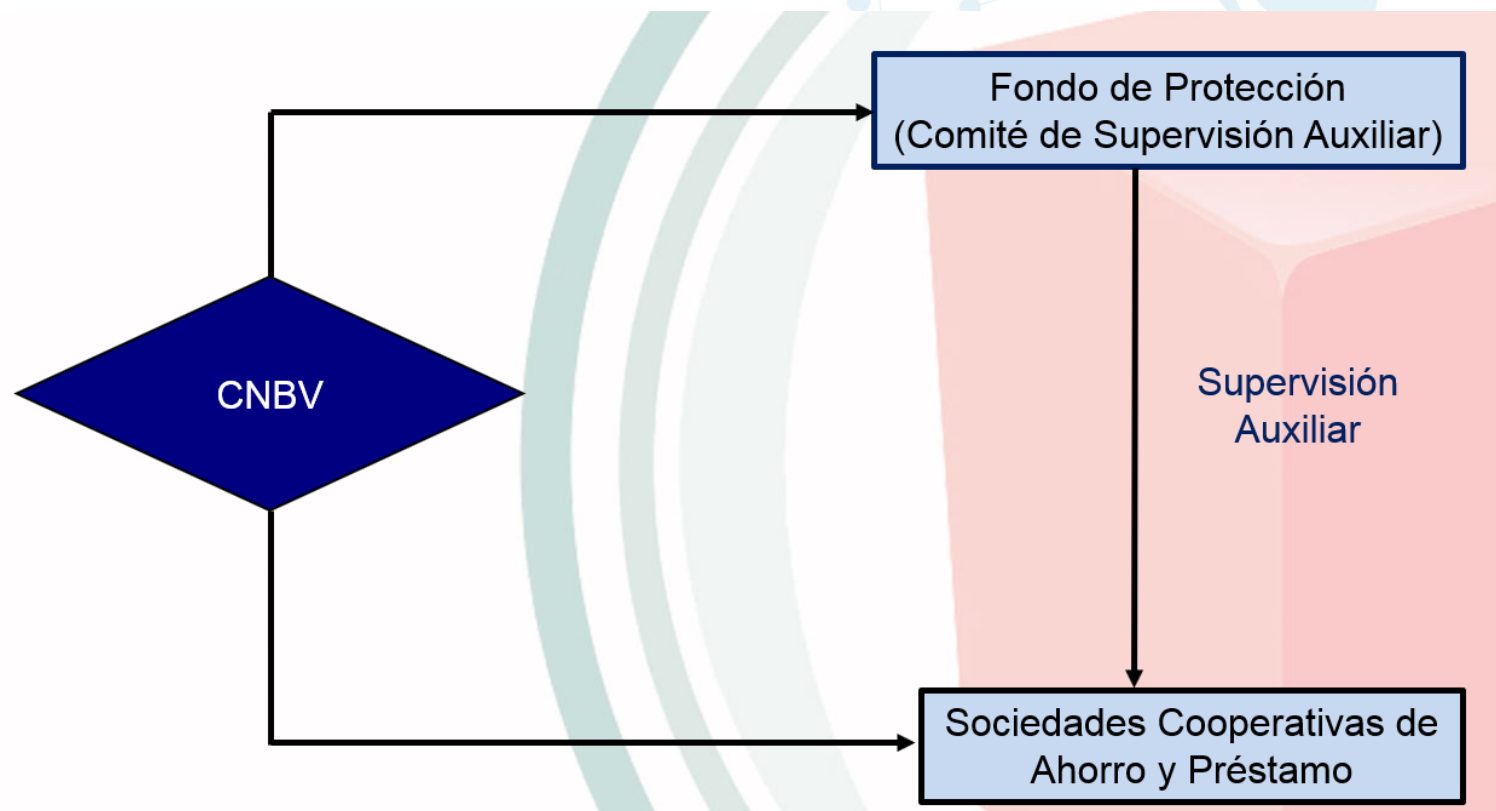 Fondo de Protección
(Comité de Supervisión Auxiliar)
CNBV
Supervisión
Auxiliar
Sociedades Cooperativas de
Ahorro y Préstamo